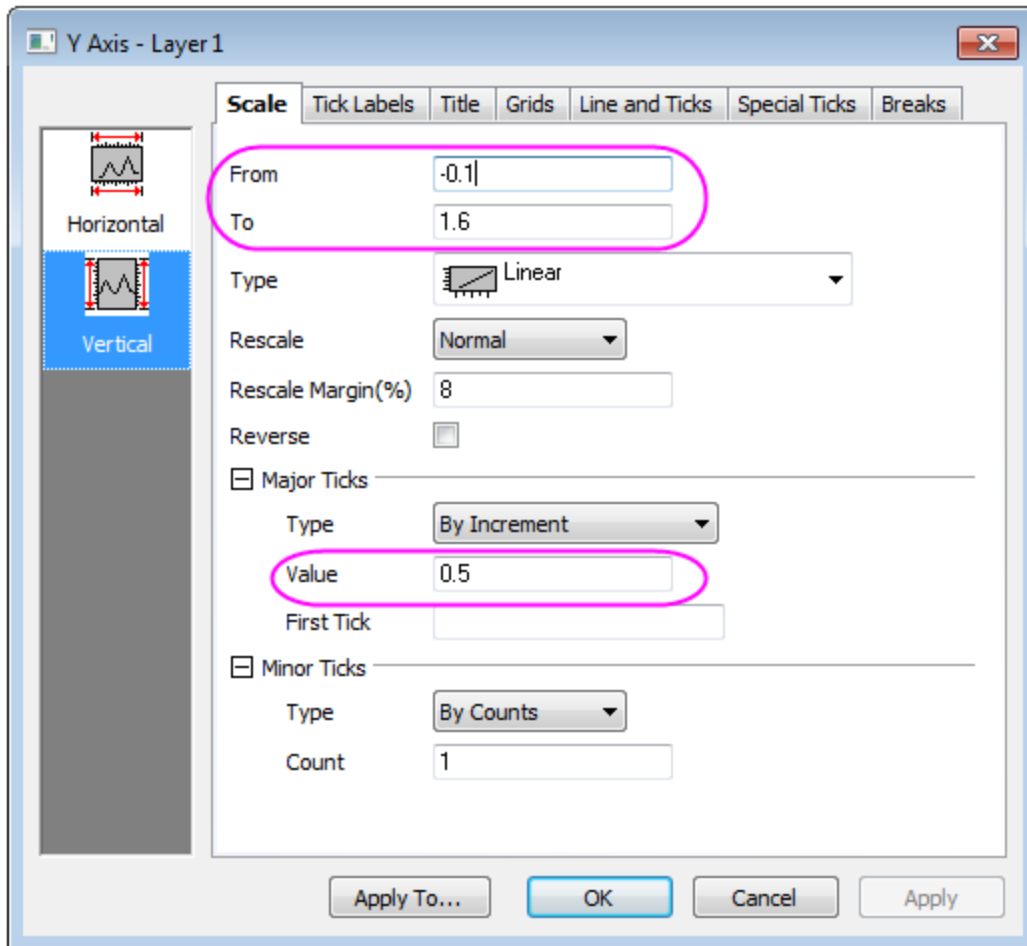 Y Axis - Layer 1
Scale Tick Labels Title Grids Line and Ticks Special Ticks Breaks
Horizontal
Vertical
From -0.1
To 1.6
Type Linear
Rescale Normal
Rescale Margin(%) 8
Reverse
Major Ticks
Type By Increment
Value 0.5
First Tick
Minor Ticks
Type By Counts
Count 1
Apply To... OK Cancel Apply